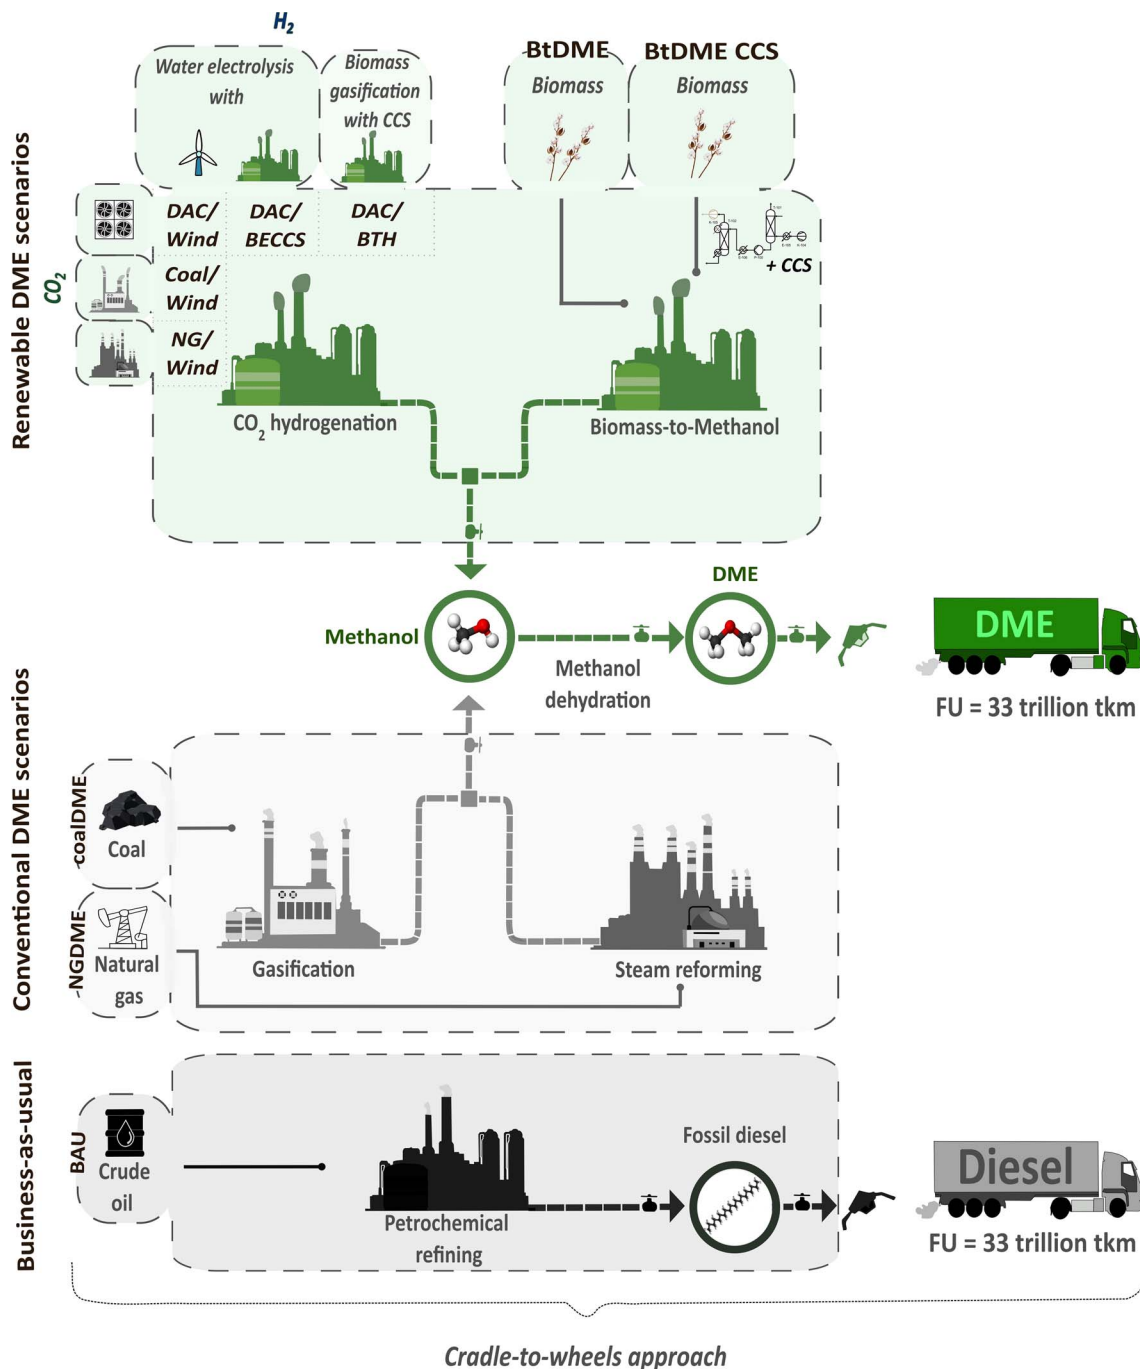 H2
Water electrolysis
with
Biomass
gasification
with CCS
BtDME
Biomass
BtDME CCS
Biomass
Renewable DME scenarios
CO2
DAC/
Wind
DAC/
BECCS
DAC/
BTH
Coal/
Wind
NG/
Wind
+ CCS
CO2 hydrogenation
Biomass-to-Methanol
Methanol
DME
Methanol
dehydration
DME
FU = 33 trillion tkm
Conventional DME scenarios
coalDME
Coal
NGDME
Natural
gas
Gasification
Steam reforming
Business-as-usual
BAU
Crude
oil
Petrochemical
refining
Fossil diesel
Diesel
FU = 33 trillion tkm
Cradle-to-wheels approach